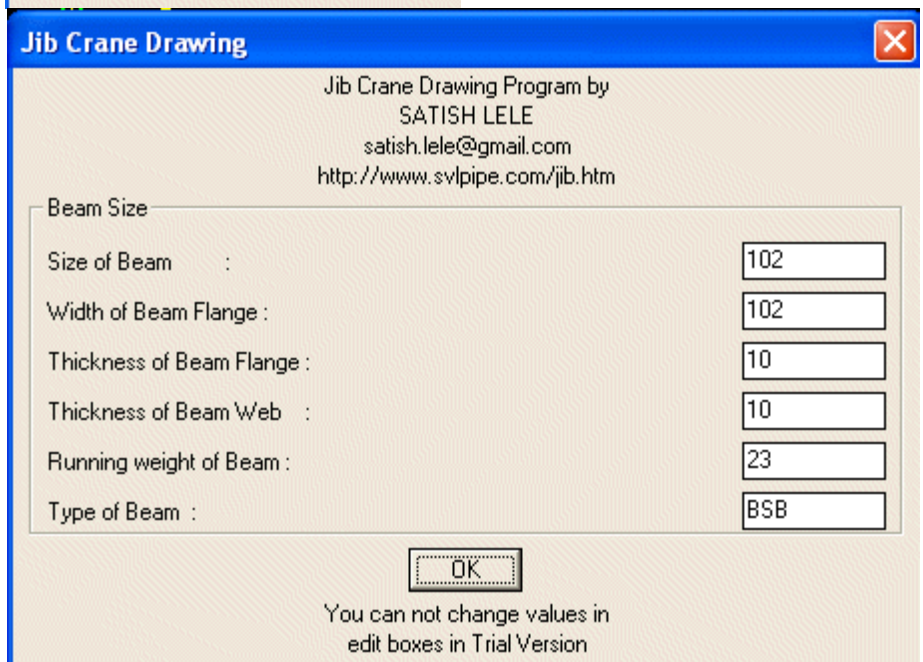 Jib Crane Drawing
Jib Crane Drawing Program by
SATISH LELE
satish.lele@gmail.com
http://www.svlpipe.com/jib.htm
Beam Size
Size of Beam : 102
Width of Beam Flange : 102
Thickness of Beam Flange : 10
Thickness of Beam Web : 10
Running weight of Beam : 23
Type of Beam : BSB
OK
You can not change values in
edit boxes in Trial Version